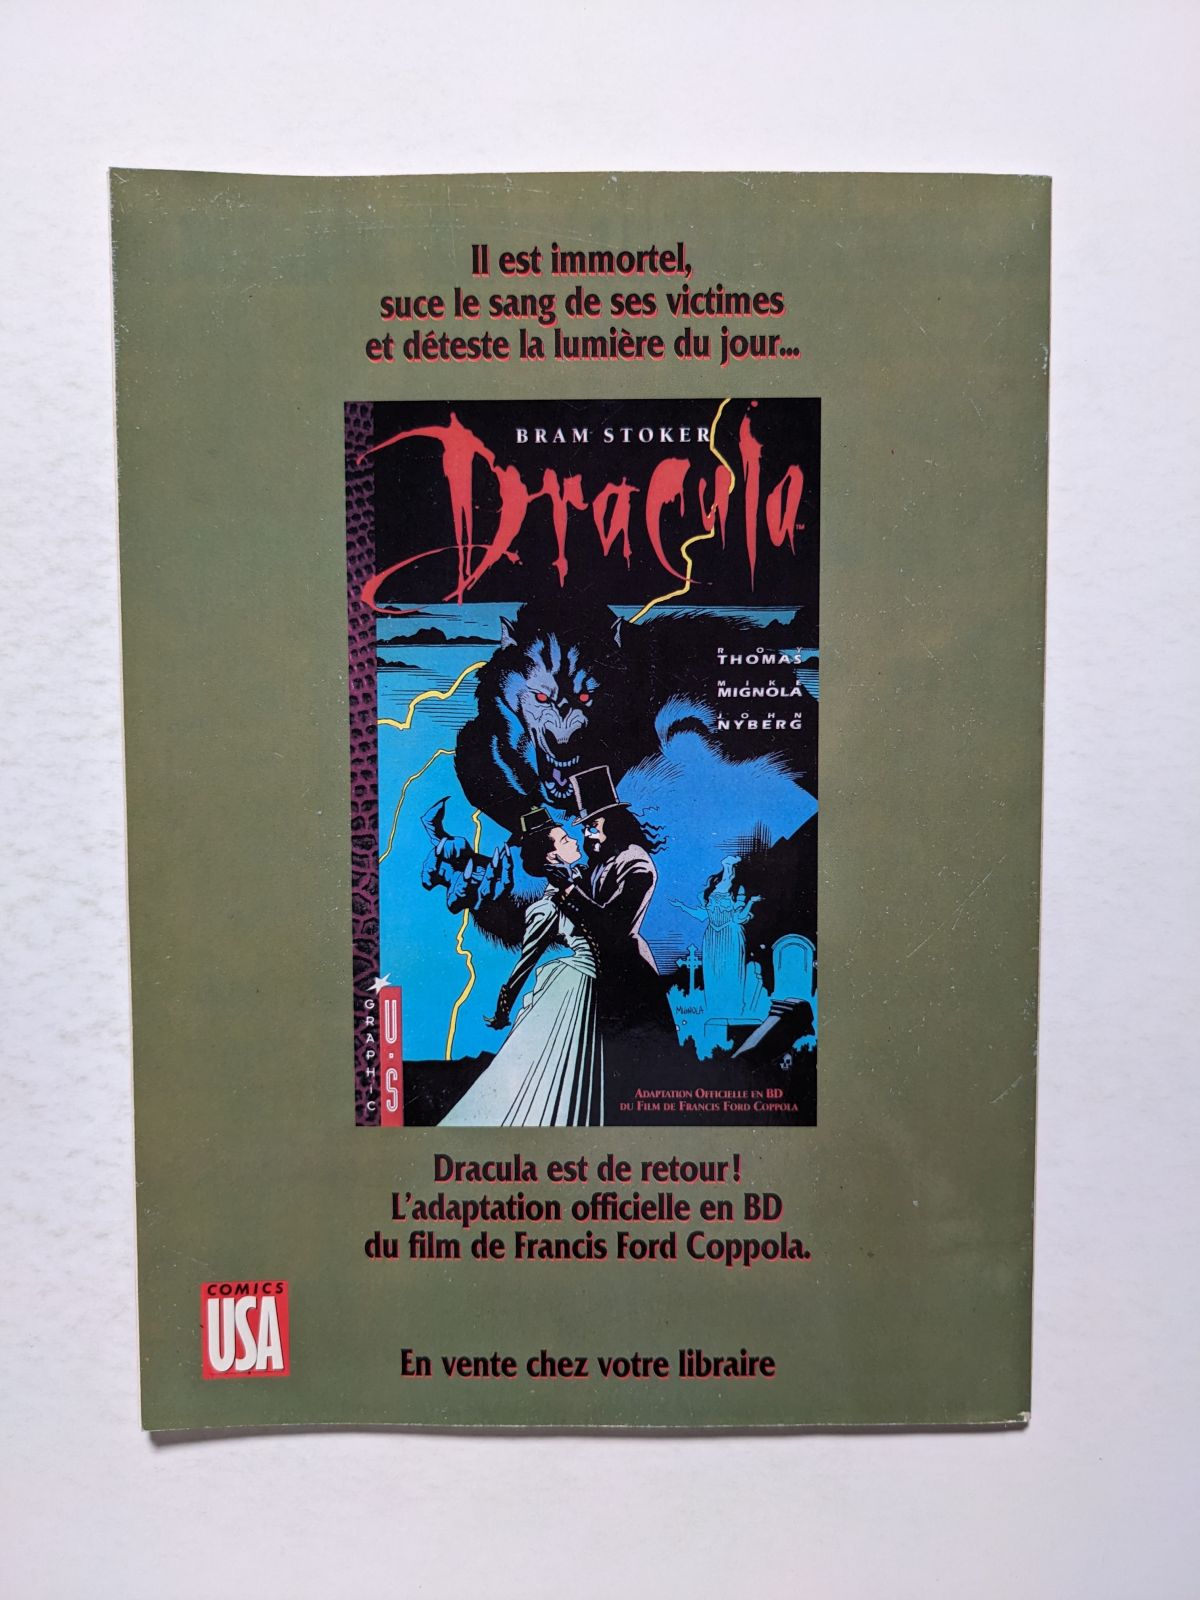 Il est immortel,
suce le sang de ses victimes
et déteste la lumière du jour...
BRAM STOKER
Dracula™
ROY
THOMAS
MIKE
MIGNOLA
JOHN
NYBERG
MIGNOLA
GRAPHIC
U.S
ADAPTATION OFFICIELLE EN BD
DU FILM DE FRANCIS FORD COPPOLA
Dracula est de retour!
L'adaptation officielle en BD
du film de Francis Ford Coppola.
COMICS
USA
En vente chez votre libraire